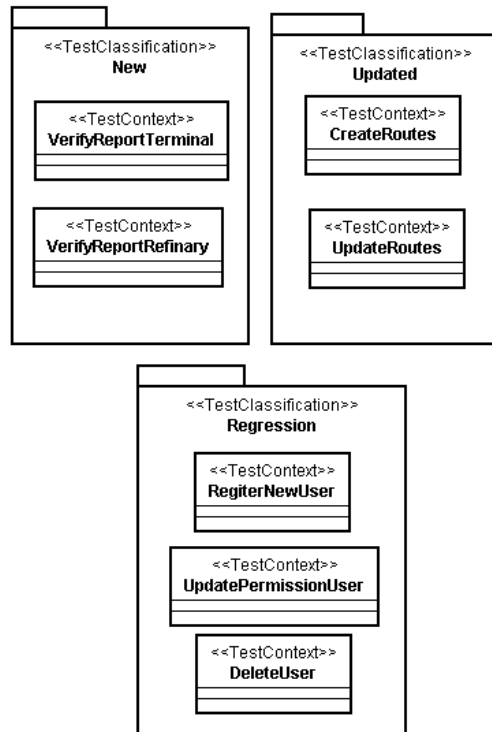 <<TestClassification>>
New
<<TestContext>>
VerifyReportTerminal
<<TestContext>>
VerifyReportRefinary
<<TestClassification>>
Updated
<<TestContext>>
CreateRoutes
<<TestContext>>
UpdateRoutes
<<TestClassification>>
Regression
<<TestContext>>
RegiterNewUser
<<TestContext>>
UpdatePermissionUser
<<TestContext>>
DeleteUser